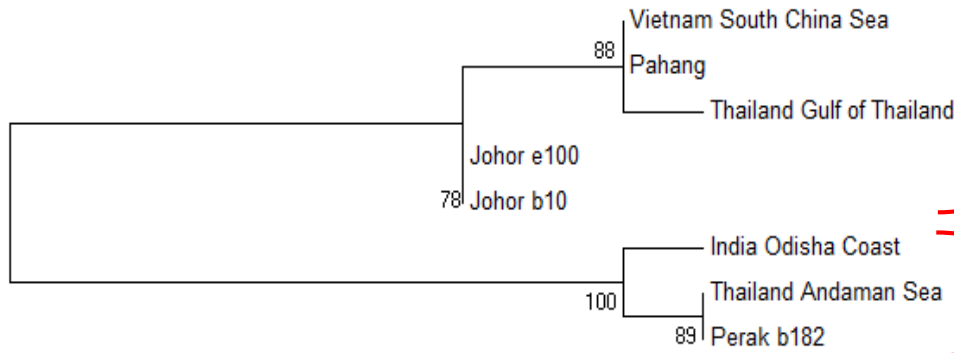 Vietnam South China Sea
88
Pahang
Thailand Gulf of Thailand
Johor e100
78 Johor b10
India Odisha Coast
100
Thailand Andaman Sea
89 Perak b182